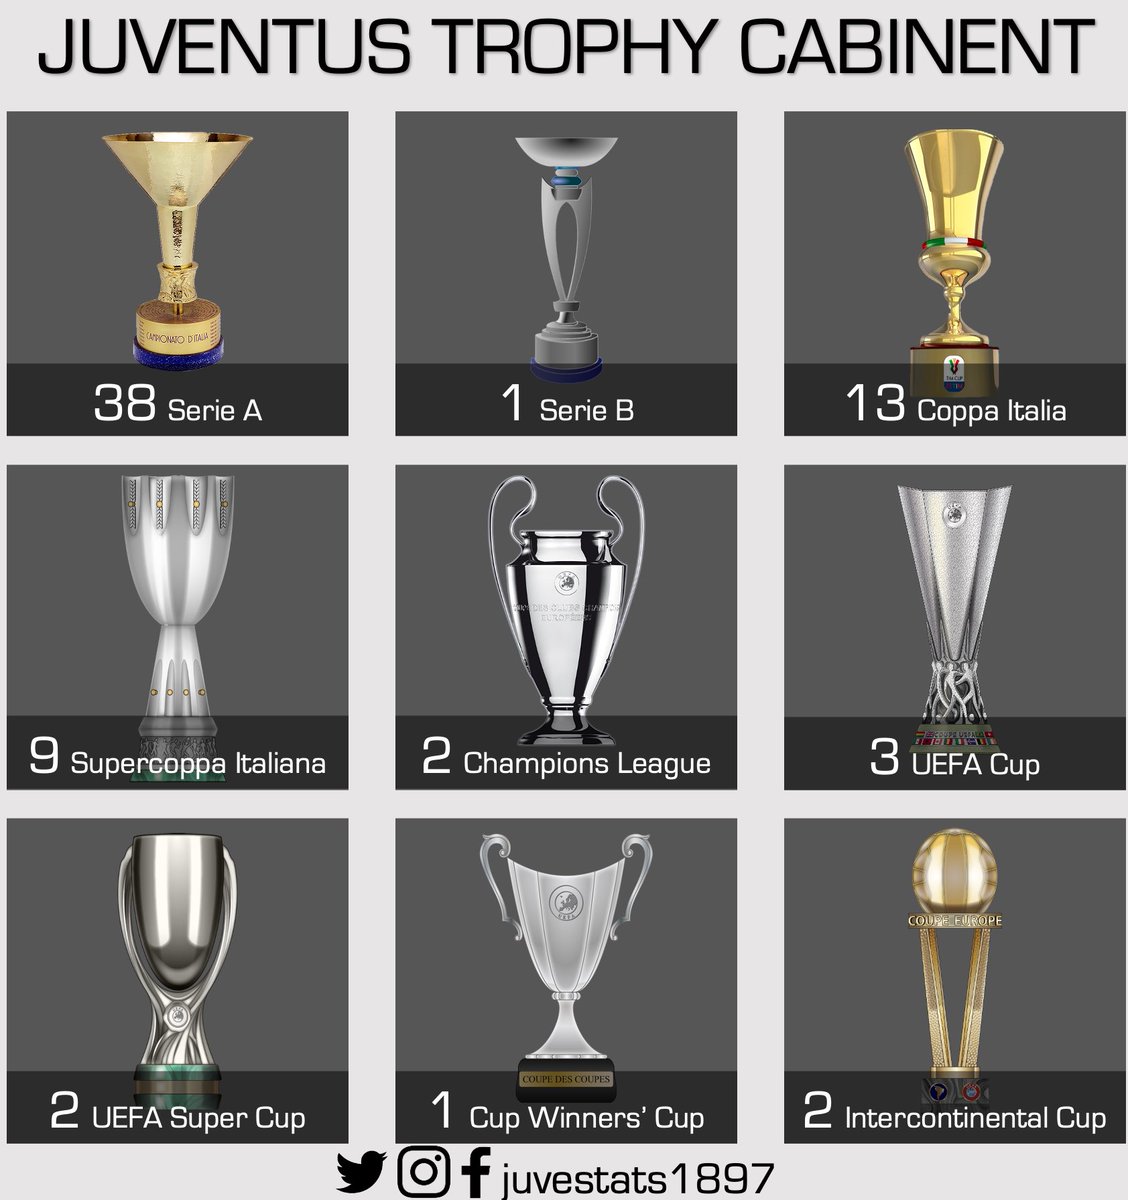 JUVENTUS TROPHY CABINENT
CAMPIONATO D'ITALIA
38 Serie A
1 Serie B
13 Coppa Italia
9 Supercoppa Italiana
EUROPÉENS
2 Champions League
3 UEFA Cup
2 UEFA Super Cup
UEFA
COUPE DES COUPES
1 Cup Winners' Cup
COUPE EUROPE
2 Intercontinental Cup
juvestats1897